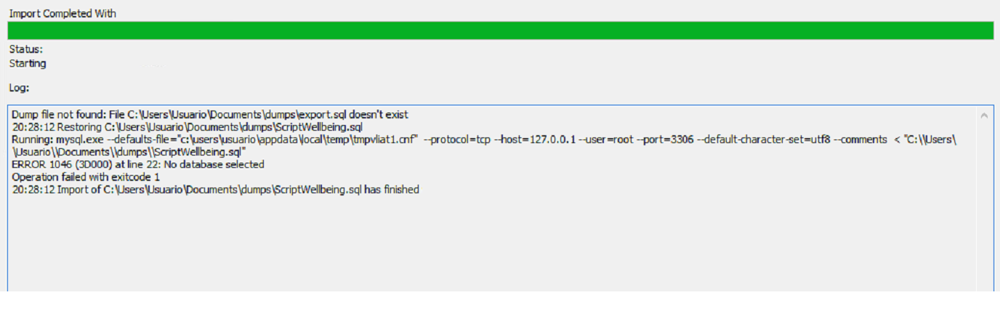 Import Completed With
Status:
Starting
Log:
Dump file not found: File C:\Users\Usuario\Documents\dumps\export.sql doesn't exist
20:28:12 Restoring C:\Users\Usuario\Documents\dumps\ScriptWellbeing.sql
Running: mysql.exe --defaults-file="c:\users\usuario\appdata\local\temp\tmpvliat1.cnf"  --protocol=tcp --host=127.0.0.1 --user=root --port=3306 --default-character-set=utf8 --comments  < "C:\\Users\
\Usuario\\Documents\\dumps\\ScriptWellbeing.sql"
ERROR 1046 (3D000) at line 22: No database selected
Operation failed with exitcode 1
20:28:12 Import of C:\Users\Usuario\Documents\dumps\ScriptWellbeing.sql has finished